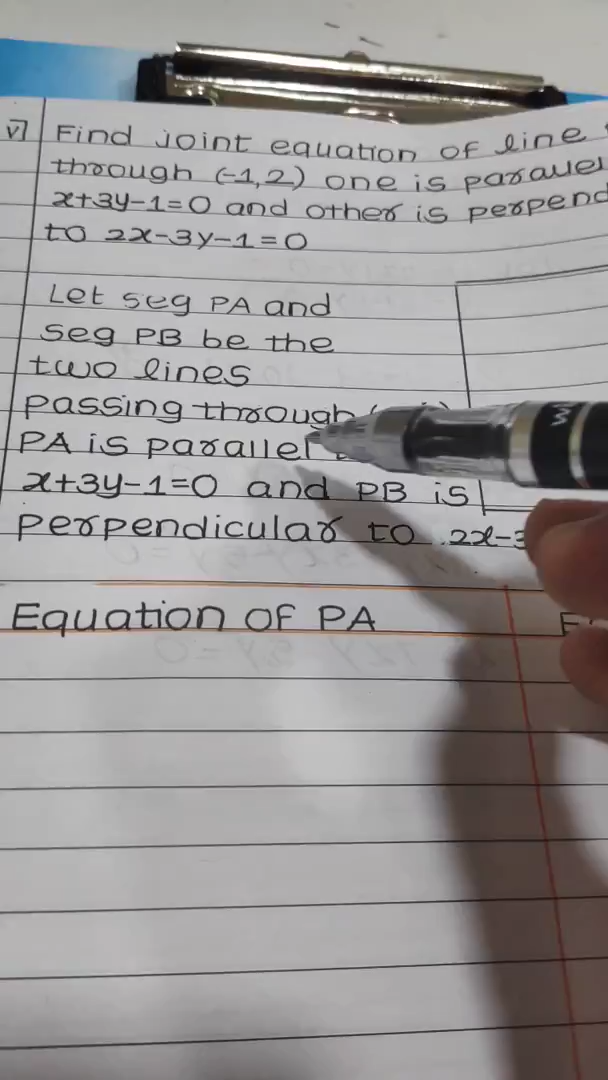 v] Find joint equation of line
through (-1,2) one is parallel
x+3y-1=0 and other is perpend
to 2x-3y-1=0
Let seg PA and
seg PB be the
two lines
passing through
PA is parallel
x+3y-1=0 and PB is
perpendicular to 2x-3
Equation of PA